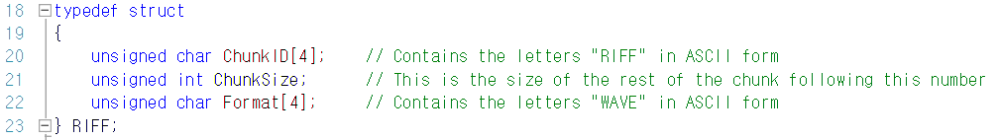 18 typedef struct
19 {
20 unsigned char ChunkID[4]; // Contains the letters "RIFF" in ASCII form
21 unsigned int ChunkSize; // This is the size of the rest of the chunk following this number
22 unsigned char Format[4]; // Contains the letters "WAVE" in ASCII form
23 } RIFF;